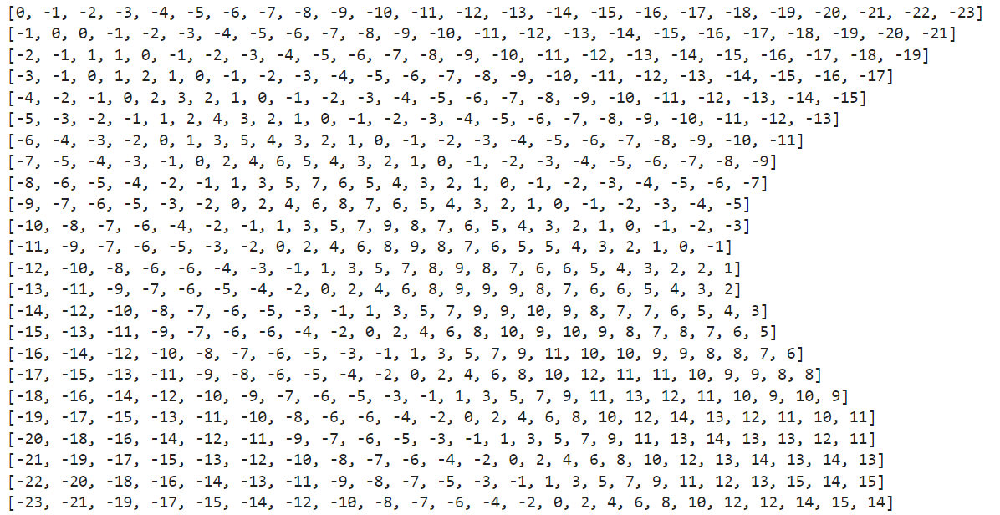 [0, -1, -2, -3, -4, -5, -6, -7, -8, -9, -10, -11, -12, -13, -14, -15, -16, -17, -18, -19, -20, -21, -22, -23]
[-1, 0, 0, -1, -2, -3, -4, -5, -6, -7, -8, -9, -10, -11, -12, -13, -14, -15, -16, -17, -18, -19, -20, -21]
[-2, -1, 1, 1, 0, -1, -2, -3, -4, -5, -6, -7, -8, -9, -10, -11, -12, -13, -14, -15, -16, -17, -18, -19]
[-3, -1, 0, 1, 2, 1, 0, -1, -2, -3, -4, -5, -6, -7, -8, -9, -10, -11, -12, -13, -14, -15, -16, -17]
[-4, -2, -1, 0, 2, 3, 2, 1, 0, -1, -2, -3, -4, -5, -6, -7, -8, -9, -10, -11, -12, -13, -14, -15]
[-5, -3, -2, -1, 1, 2, 4, 3, 2, 1, 0, -1, -2, -3, -4, -5, -6, -7, -8, -9, -10, -11, -12, -13]
[-6, -4, -3, -2, 0, 1, 3, 5, 4, 3, 2, 1, 0, -1, -2, -3, -4, -5, -6, -7, -8, -9, -10, -11]
[-7, -5, -4, -3, -1, 0, 2, 4, 6, 5, 4, 3, 2, 1, 0, -1, -2, -3, -4, -5, -6, -7, -8, -9]
[-8, -6, -5, -4, -2, -1, 1, 3, 5, 7, 6, 5, 4, 3, 2, 1, 0, -1, -2, -3, -4, -5, -6, -7]
[-9, -7, -6, -5, -3, -2, 0, 2, 4, 6, 8, 7, 6, 5, 4, 3, 2, 1, 0, -1, -2, -3, -4, -5]
[-10, -8, -7, -6, -4, -2, -1, 1, 3, 5, 7, 9, 8, 7, 6, 5, 4, 3, 2, 1, 0, -1, -2, -3]
[-11, -9, -7, -6, -5, -3, -2, 0, 2, 4, 6, 8, 9, 8, 7, 6, 5, 5, 4, 3, 2, 1, 0, -1]
[-12, -10, -8, -6, -6, -4, -3, -1, 1, 3, 5, 7, 8, 9, 8, 7, 6, 6, 5, 4, 3, 2, 2, 1]
[-13, -11, -9, -7, -6, -5, -4, -2, 0, 2, 4, 6, 8, 9, 9, 9, 8, 7, 6, 6, 5, 4, 3, 2]
[-14, -12, -10, -8, -7, -6, -5, -3, -1, 1, 3, 5, 7, 9, 9, 10, 9, 8, 7, 7, 6, 5, 4, 3]
[-15, -13, -11, -9, -7, -6, -6, -4, -2, 0, 2, 4, 6, 8, 10, 9, 10, 9, 8, 7, 8, 7, 6, 5]
[-16, -14, -12, -10, -8, -7, -6, -5, -3, -1, 1, 3, 5, 7, 9, 11, 10, 10, 9, 9, 8, 8, 7, 6]
[-17, -15, -13, -11, -9, -8, -6, -5, -4, -2, 0, 2, 4, 6, 8, 10, 12, 11, 11, 10, 9, 9, 8, 8]
[-18, -16, -14, -12, -10, -9, -7, -6, -5, -3, -1, 1, 3, 5, 7, 9, 11, 13, 12, 11, 10, 9, 10, 9]
[-19, -17, -15, -13, -11, -10, -8, -6, -6, -4, -2, 0, 2, 4, 6, 8, 10, 12, 14, 13, 12, 11, 10, 11]
[-20, -18, -16, -14, -12, -11, -9, -7, -6, -5, -3, -1, 1, 3, 5, 7, 9, 11, 13, 14, 13, 13, 12, 11]
[-21, -19, -17, -15, -13, -12, -10, -8, -7, -6, -4, -2, 0, 2, 4, 6, 8, 10, 12, 13, 14, 13, 14, 13]
[-22, -20, -18, -16, -14, -13, -11, -9, -8, -7, -5, -3, -1, 1, 3, 5, 7, 9, 11, 12, 13, 15, 14, 15]
[-23, -21, -19, -17, -15, -14, -12, -10, -8, -7, -6, -4, -2, 0, 2, 4, 6, 8, 10, 12, 12, 14, 15, 14]